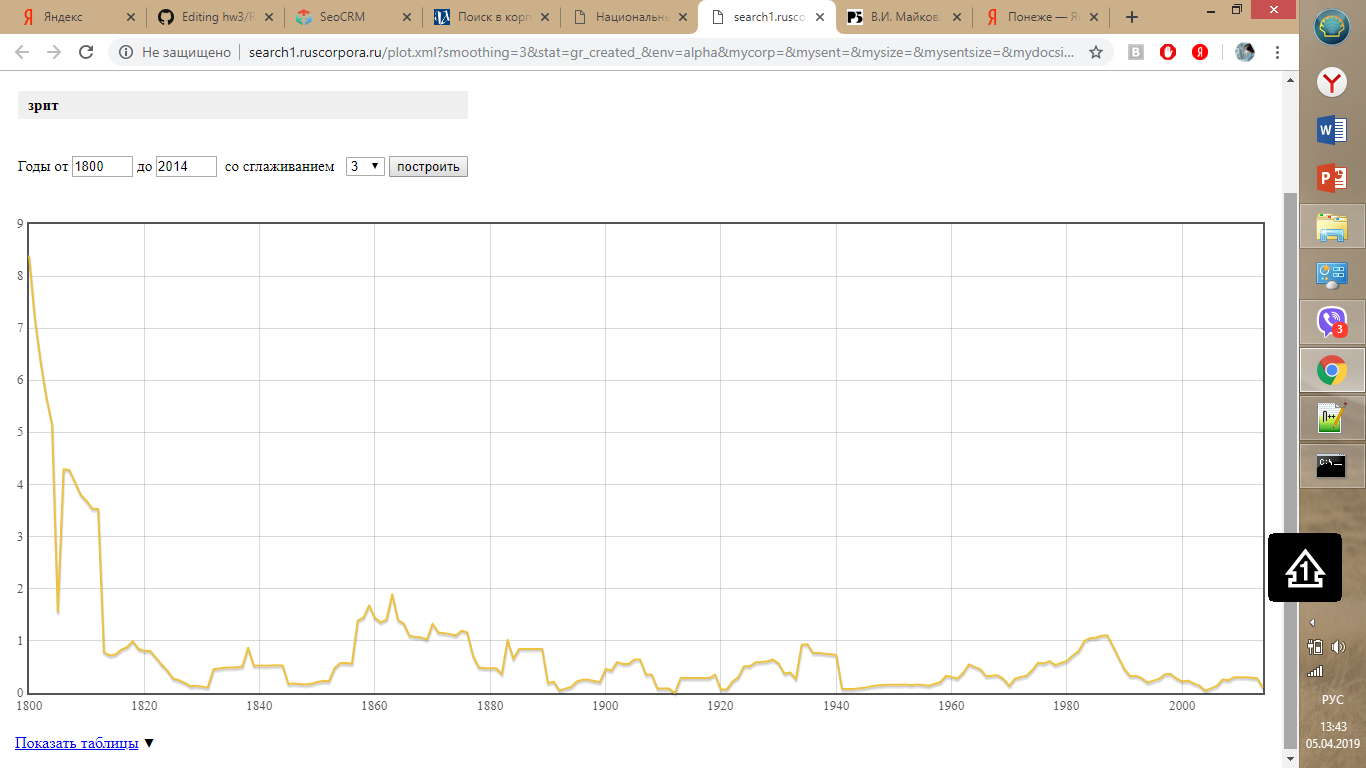 Яндекс
Editing hw3/R
SeoCRM
Поиск в корп
Национальнь
search1.rusco
В.И. Майков.
Понеже — Я
Не защищено
search1.ruscorpora.ru/plot.xml?smoothing=3&stat=gr_created_&env=alpha&mycorp=&mysent=&mysize=&mysentsize=&mydocsi...
зрит
Годы от 1800 до 2014 со сглаживанием 3 построить
9
8
7
6
5
4
3
2
1
0
1800 1820 1840 1860 1880 1900 1920 1940 1960 1980 2000
Показать таблицы ▼
3
1
РУС
13:43
05.04.2019